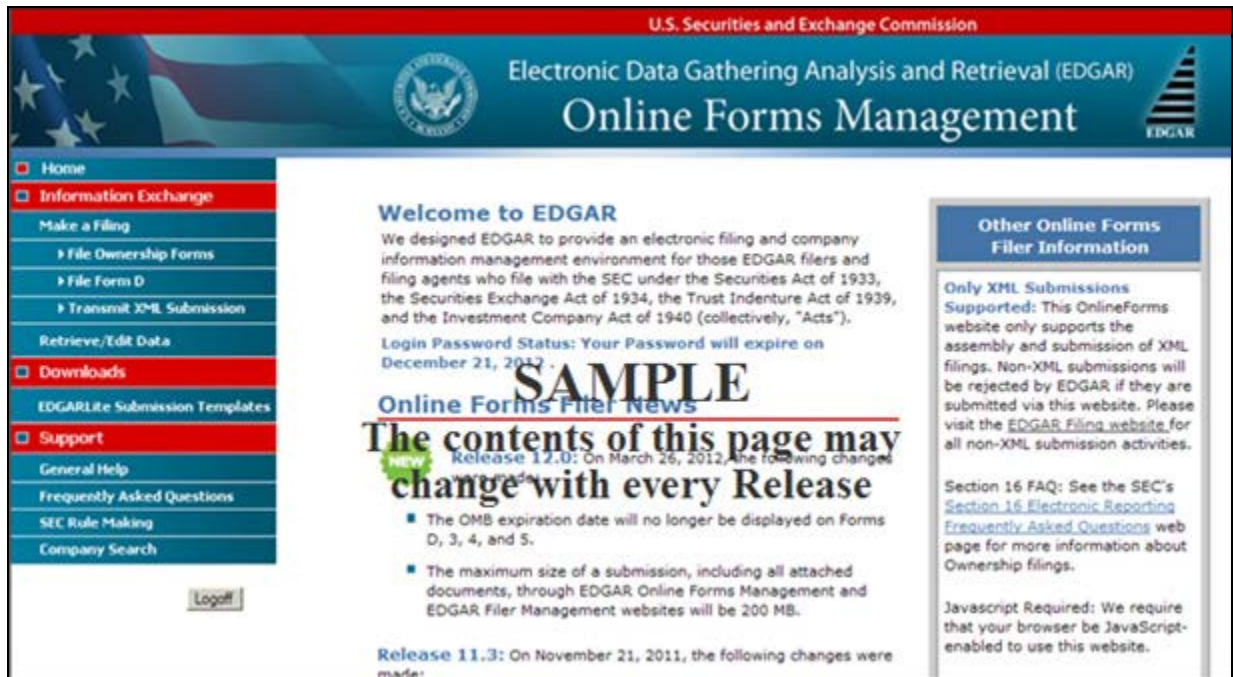 U.S. Securities and Exchange Commission
Electronic Data Gathering Analysis and Retrieval (EDGAR)
Online Forms Management
EDGAR
Home
Information Exchange
Make a Filing
File Ownership Forms
File Form D
Transmit XML Submission
Retrieve/Edit Data
Downloads
EDGARLite Submission Templates
Support
General Help
Frequently Asked Questions
SEC Rule Making
Company Search
Logoff
Welcome to EDGAR
We designed EDGAR to provide an electronic filing and company
information management environment for those EDGAR filers and
filing agents who file with the SEC under the Securities Act of 1933,
the Securities Exchange Act of 1934, the Trust Indenture Act of 1939,
and the Investment Company Act of 1940 (collectively, "Acts").
Login Password Status: Your Password will expire on
December 21, 2012.
SAMPLE
Online Forms Filer News
The contents of this page may
change with every Release
NEW
Release 12.0: On March 26, 2012, the following changes
were made:
The OMB expiration date will no longer be displayed on Forms
D, 3, 4, and 5.
The maximum size of a submission, including all attached
documents, through EDGAR Online Forms Management and
EDGAR Filer Management websites will be 200 MB.
Release 11.3: On November 21, 2011, the following changes were
made:
Other Online Forms
Filer Information
Only XML Submissions
Supported: This OnlineForms
website only supports the
assembly and submission of XML
filings. Non-XML submissions will
be rejected by EDGAR if they are
submitted via this website. Please
visit the EDGAR Filing website for
all non-XML submission activities.
Section 16 FAQ: See the SEC's
Section 16 Electronic Reporting
Frequently Asked Questions web
page for more information about
Ownership filings.
Javascript Required: We require
that your browser be JavaScript-
enabled to use this website.